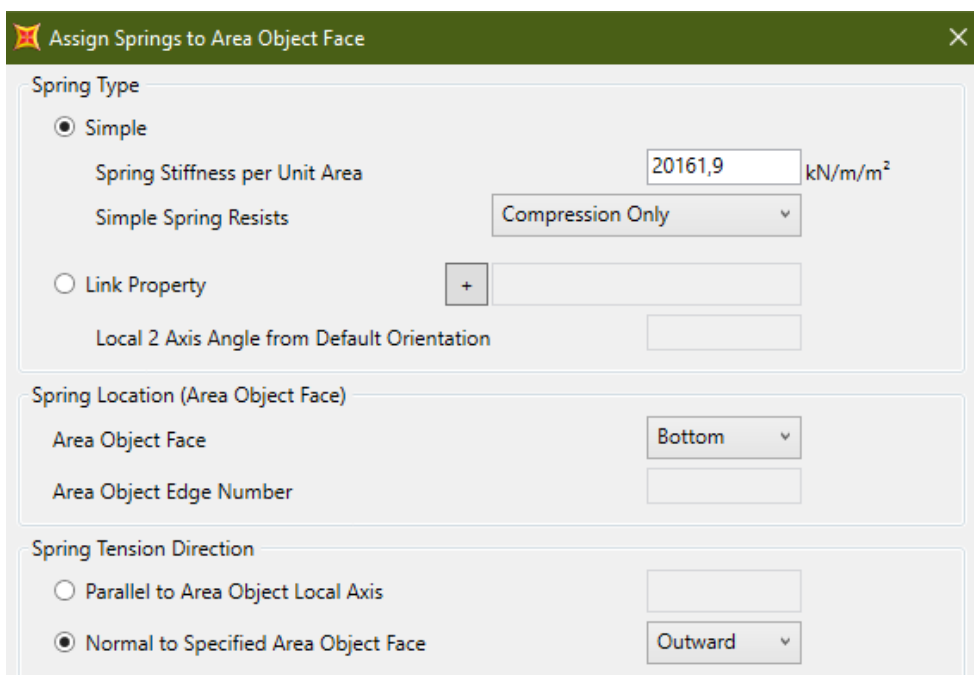 Assign Springs to Area Object Face
Spring Type
Simple
Spring Stiffness per Unit Area 20161,9 kN/m/m²
Simple Spring Resists Compression Only
Link Property +
Local 2 Axis Angle from Default Orientation
Spring Location (Area Object Face)
Area Object Face Bottom
Area Object Edge Number
Spring Tension Direction
Parallel to Area Object Local Axis
Normal to Specified Area Object Face Outward